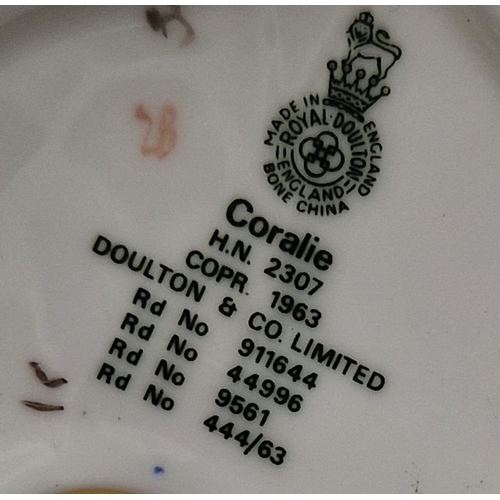 MADE IN ENGLAND
ROYAL·DOULTON
ENGLAND
BONE CHINA
28
Coralie
H.N. 2307
COPR. 1963
DOULTON & CO. LIMITED
Rd No 911644
Rd No 44996
Rd No 9561
Rd No 444/63